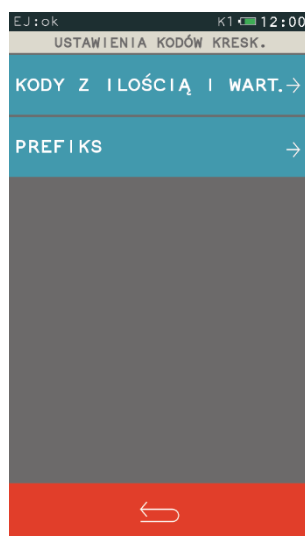 EJ:ok K1 12:00
USTAWIENIA KODÓW KRESK.
KODY Z ILOŚCIĄ I WART.→
PREFIKS →